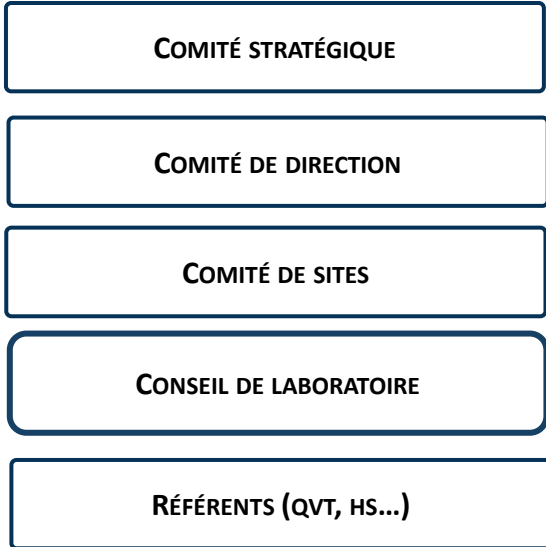 COMITÉ STRATÉGIQUE
COMITÉ DE DIRECTION
COMITÉ DE SITES
CONSEIL DE LABORATOIRE
RÉFÉRENTS (QVT, HS...)